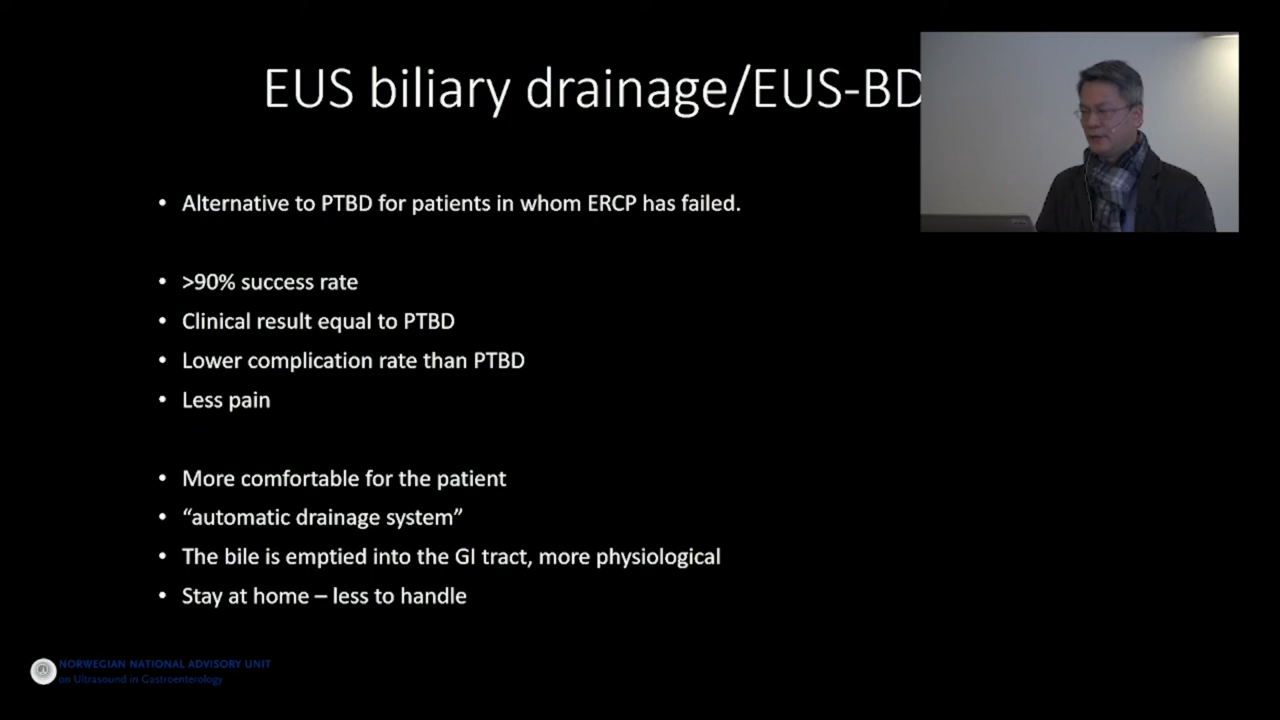 EUS biliary drainage/EUS-BD
• Alternative to PTBD for patients in whom ERCP has failed.
• >90% success rate
• Clinical result equal to PTBD
• Lower complication rate than PTBD
• Less pain
• More comfortable for the patient
• “automatic drainage system”
• The bile is emptied into the GI tract, more physiological
• Stay at home – less to handle
NORWEGIAN NATIONAL ADVISORY UNIT
on Ultrasound in Gastroenterology